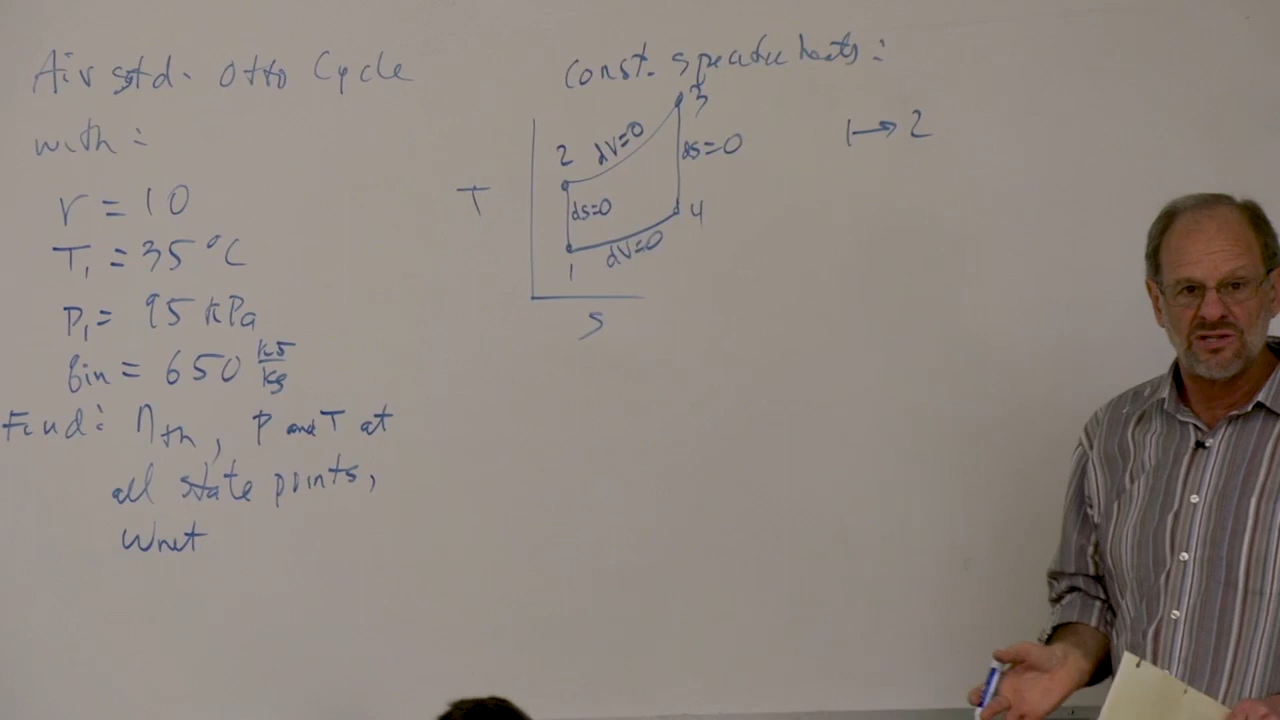 Air std. Otto Cycle
with:
r = 10
T₁ = 35°C
P₁ = 95 kPa
qin = 650 kJ/kg
Find: ηth, P and T at
all state points,
Wnet
Const. specific heats:
3
2
dV=0
ds=0
1→2
T
ds=0
4
dV=0
1
S